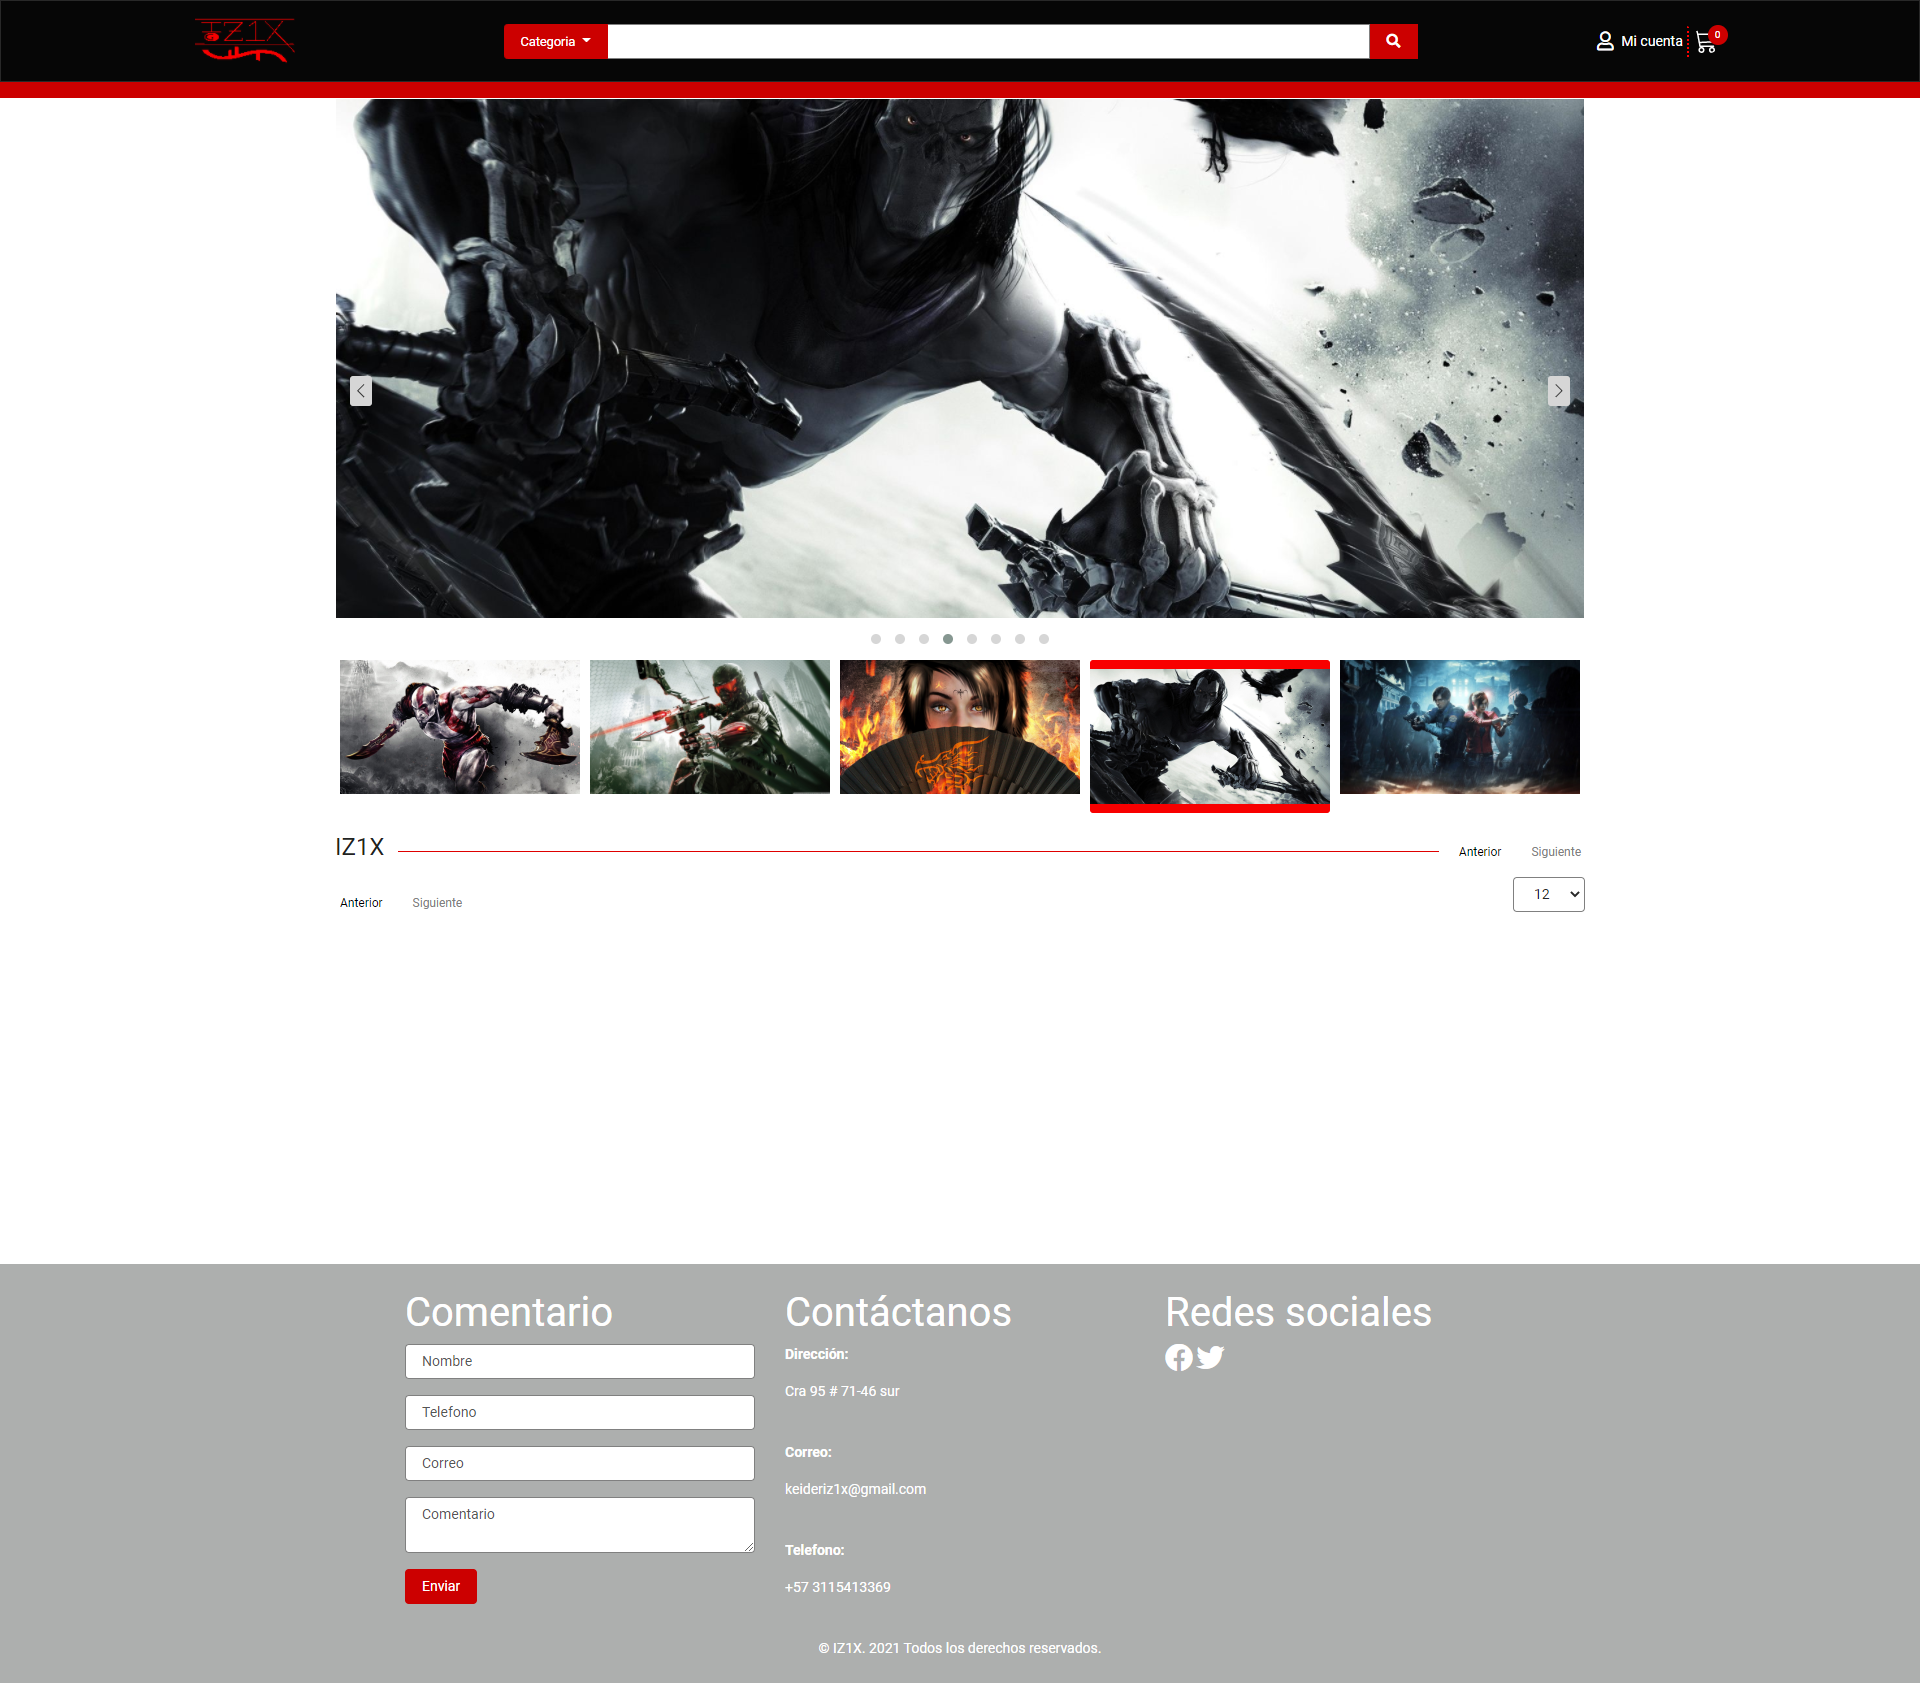 IZ1X
Categoria
Mi cuenta
0
IZ1X
Anterior Siguiente
Anterior Siguiente
12
Comentario
Nombre
Telefono
Correo
Comentario
Enviar
Contáctanos
Dirección:
Cra 95 # 71-46 sur
Correo:
keideriz1x@gmail.com
Telefono:
+57 3115413369
Redes sociales
© IZ1X. 2021 Todos los derechos reservados.